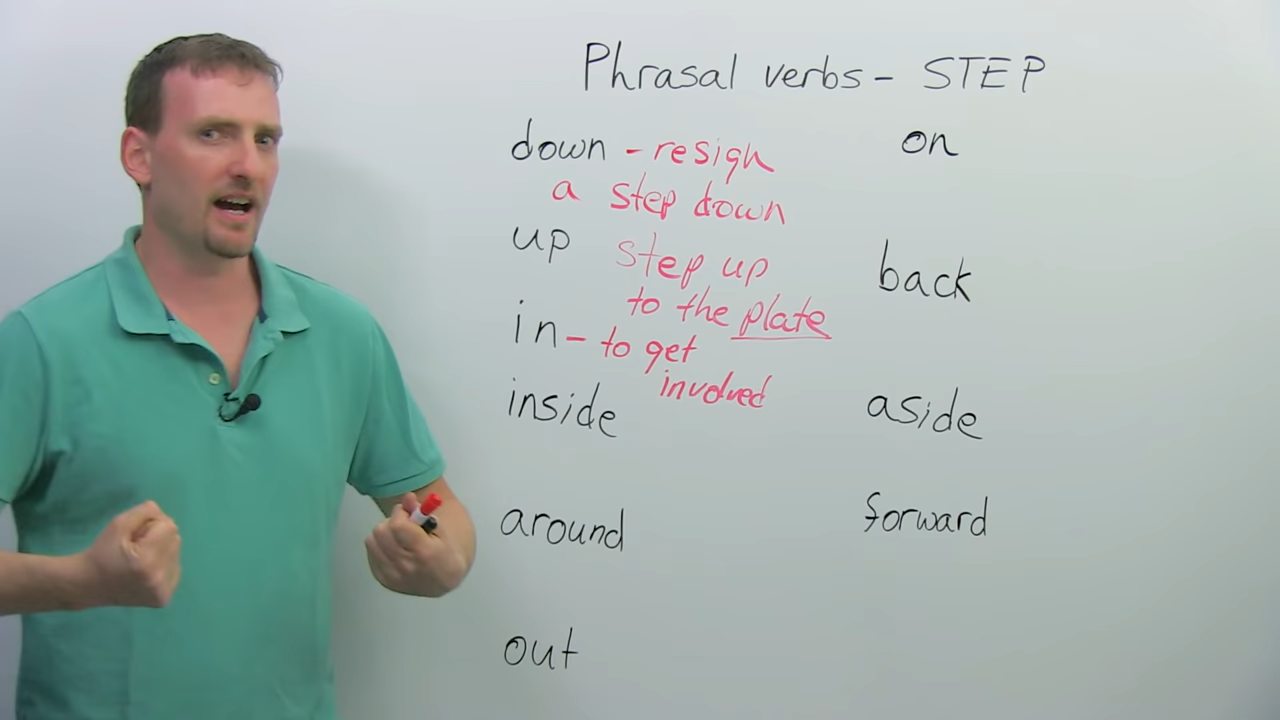 Phrasal verbs - STEP
down - resign
a step down
up step up
to the plate
in - to get
involved
inside
around
out
on
back
aside
forward